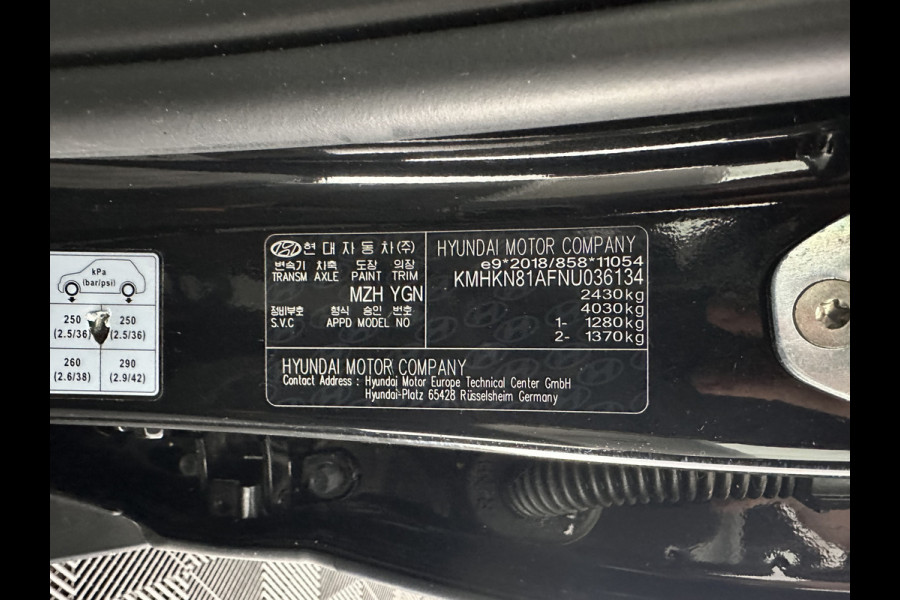 현대자동차(주)
변속기 차축 도장 의장
TRANSM AXLE PAINT TRIM
MZH YGN
정비부호 형식 승인 번호
S.V.C APPD MODEL NO
HYUNDAI MOTOR COMPANY
e9*2018/858*11054
KMHKN81AFNU036134
2430kg
4030kg
1- 1280kg
2- 1370kg
HYUNDAI MOTOR COMPANY
Contact Address : Hyundai Motor Europe Technical Center GmbH
Hyundai-Platz 65428 Rüsselsheim Germany
kPa
(bar/psi)
250 250
(2.5/36) (2.5/36)
260 290
(2.6/38) (2.9/42)